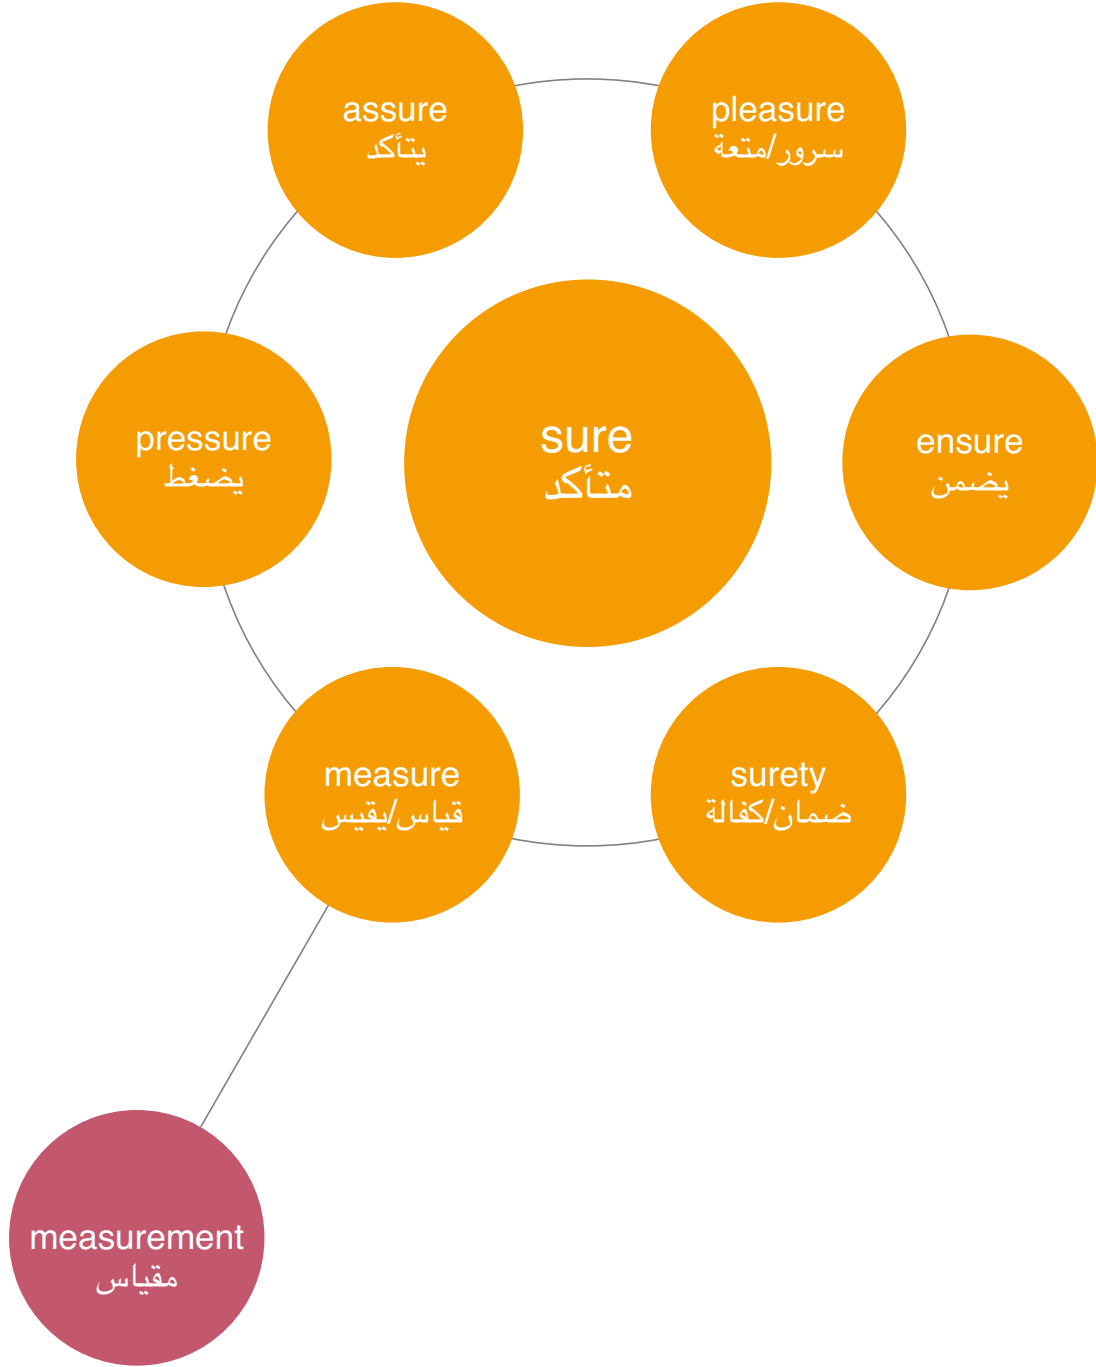 assure
يتأكد
pleasure
سرور/متعة
pressure
يضغط
sure
متأكد
ensure
يضمن
measure
قياس/يقيس
surety
ضمان/كفالة
measurement
مقياس